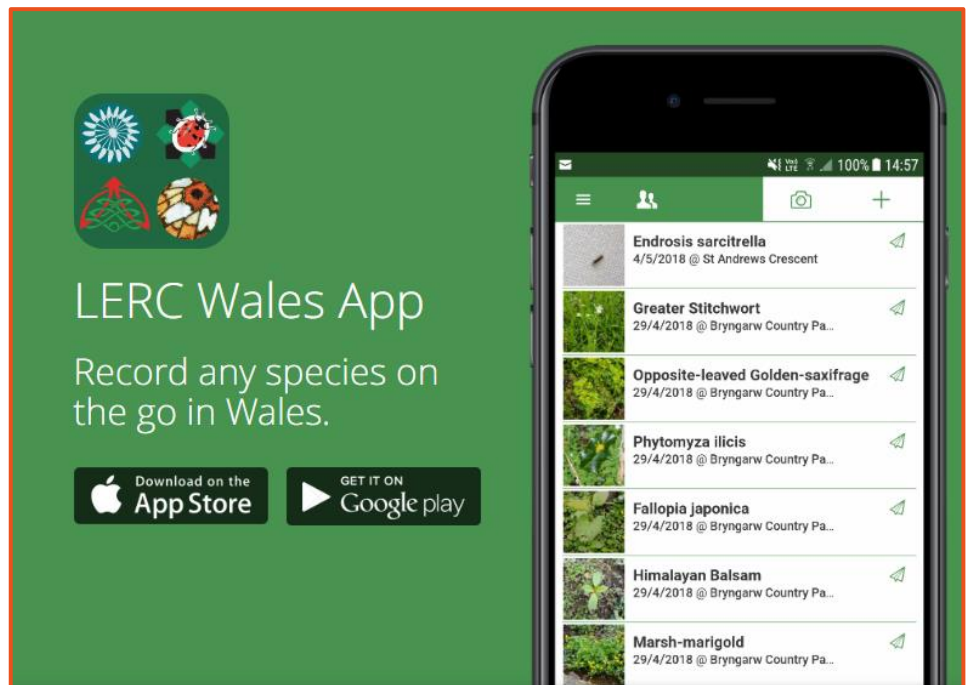 LERC Wales App
Record any species on
the go in Wales.
Download on the
App Store
GET IT ON
Google play
100% 14:57
Endrosis sarcitrella
4/5/2018 @ St Andrews Crescent
Greater Stitchwort
29/4/2018 @ Bryngarw Country Pa...
Opposite-leaved Golden-saxifrage
29/4/2018 @ Bryngarw Country Pa...
Phytomyza ilicis
29/4/2018 @ Bryngarw Country Pa...
Fallopia japonica
29/4/2018 @ Bryngarw Country Pa...
Himalayan Balsam
29/4/2018 @ Bryngarw Country Pa...
Marsh-marigold
29/4/2018 @ Bryngarw Country Pa...